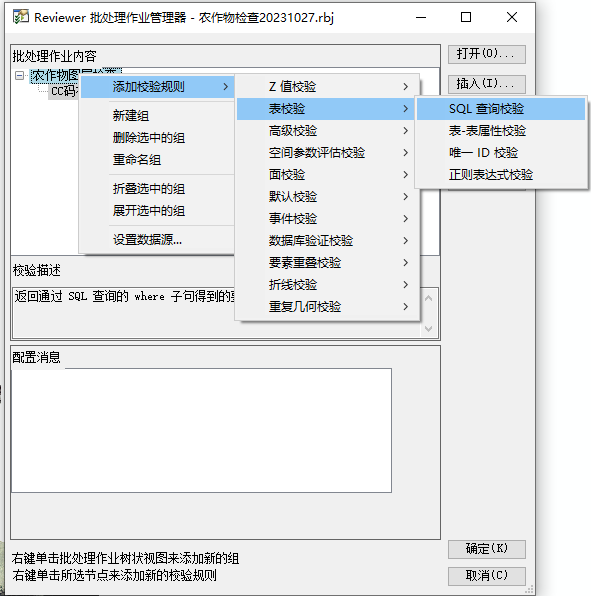 Reviewer 批处理作业管理器 - 农作物检查20231027.rbj
批处理作业内容
农作物图层检查
CC码
添加校验规则
新建组
删除选中的组
重命名组
折叠选中的组
展开选中的组
设置数据源...
Z 值校验
表校验
高级校验
空间参数评估校验
面校验
默认校验
事件校验
数据库验证校验
要素重叠校验
折线校验
重复几何校验
SQL 查询校验
表-表属性校验
唯一 ID 校验
正则表达式校验
打开(O)...
插入(I)...
校验描述
返回通过 SQL 查询的 where 子句得到的
配置消息
右键单击批处理作业树状视图来添加新的组
右键单击所选节点来添加新的校验规则
确定(K)
取消(C)